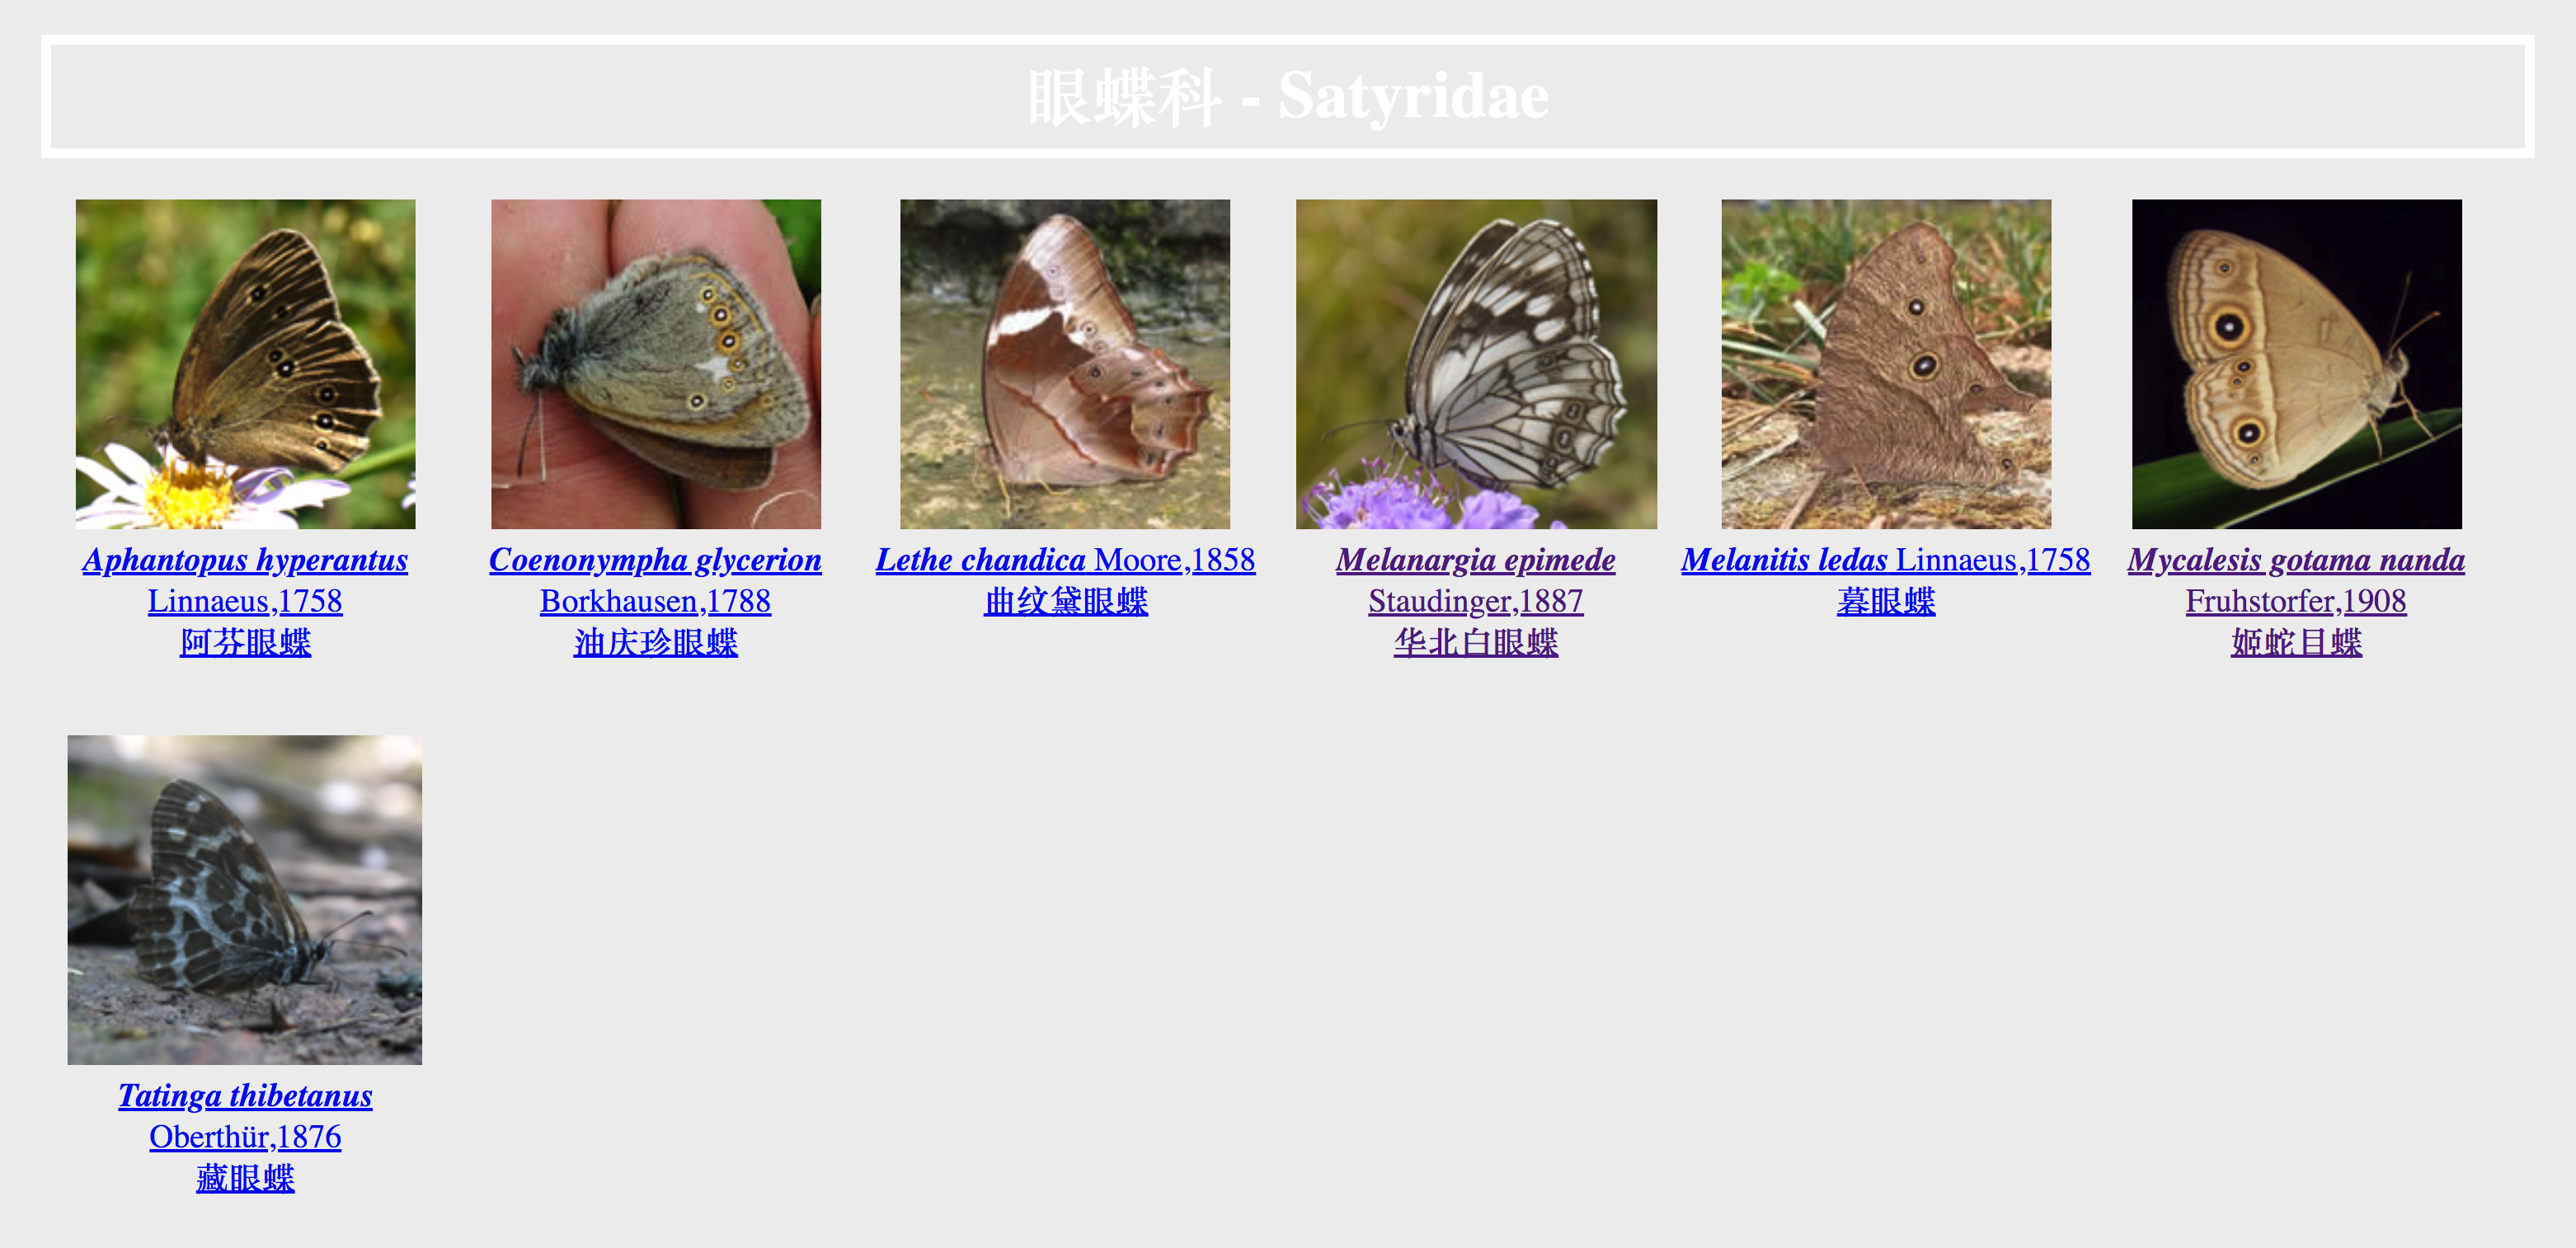 眼蝶科 - Satyridae
Aphantopus hyperantus
Linnaeus,1758
阿芬眼蝶
Coenonympha glycerion
Borkhausen,1788
油庆珍眼蝶
Lethe chandica Moore,1858
曲纹黛眼蝶
Melanargia epimede
Staudinger,1887
华北白眼蝶
Melanitis ledas Linnaeus,1758
暮眼蝶
Mycalesis gotama nanda
Fruhstorfer,1908
姬蛇目蝶
Tatinga thibetanus
Oberthür,1876
藏眼蝶